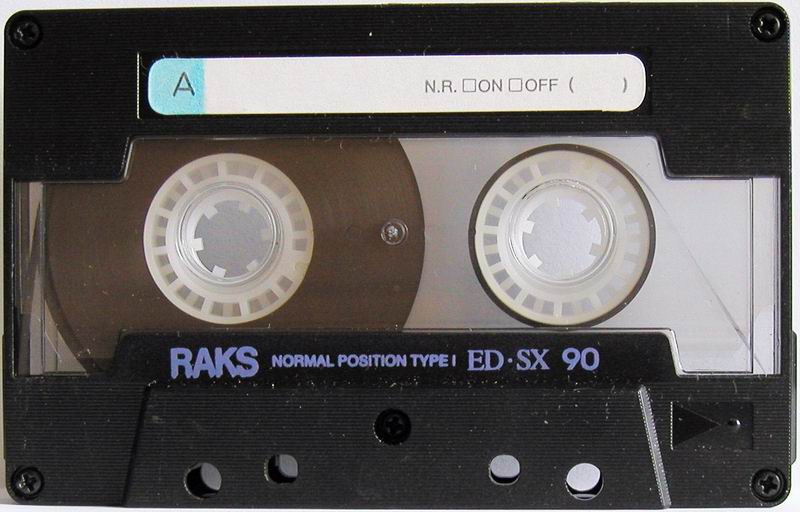 A N.R. □ON □OFF ( )
RAKS NORMAL POSITION TYPE I ED·SX 90